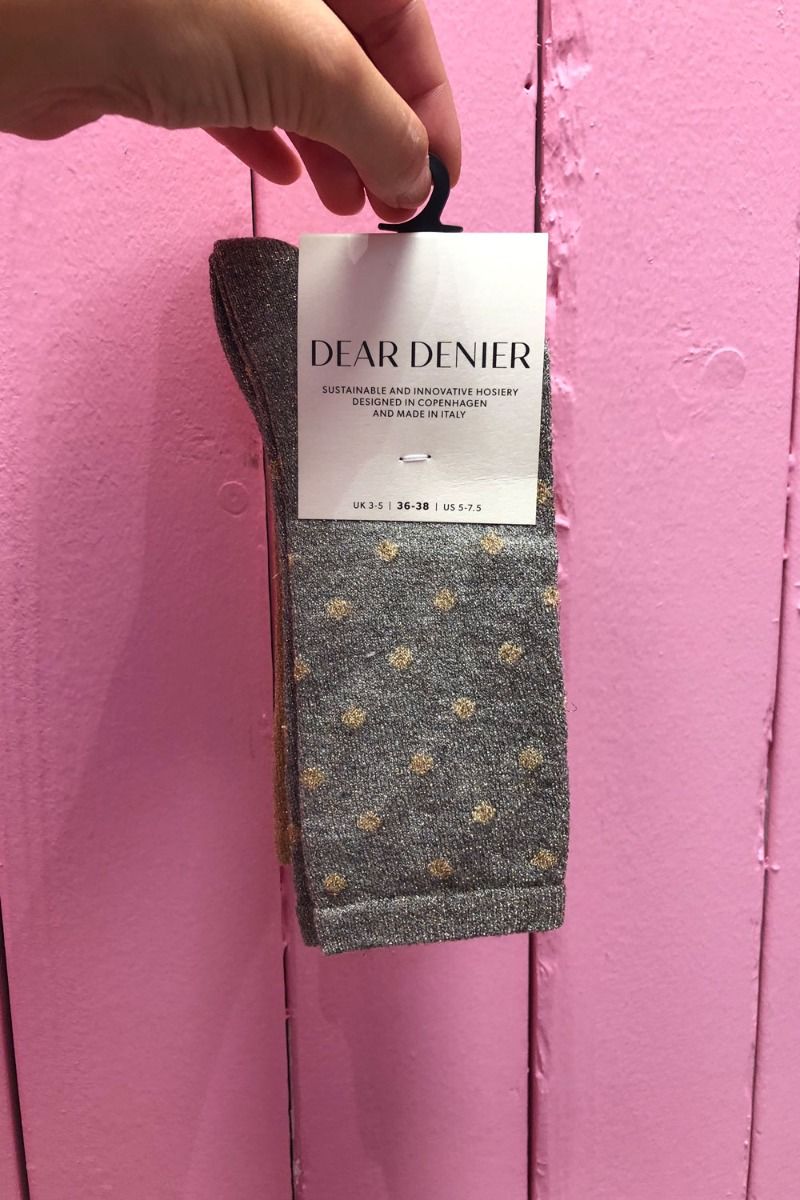 DEAR DENIER
SUSTAINABLE AND INNOVATIVE HOSIERY
DESIGNED IN COPENHAGEN
AND MADE IN ITALY
UK 3-5 | 36-38 | US 5-7.5